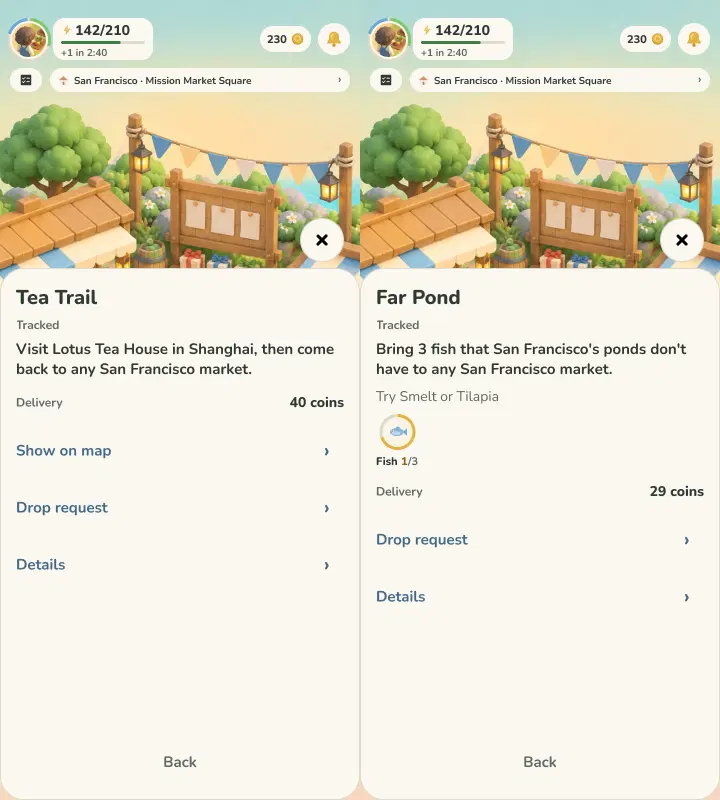 142/210
+1 in 2:40
230
San Francisco · Mission Market Square
Tea Trail
Tracked
Visit Lotus Tea House in Shanghai, then come
back to any San Francisco market.
Delivery
40 coins
Show on map
Drop request
Details
Back
142/210
+1 in 2:40
230
San Francisco · Mission Market Square
Far Pond
Tracked
Bring 3 fish that San Francisco's ponds don't
have to any San Francisco market.
Try Smelt or Tilapia
Fish 1/3
Delivery
29 coins
Drop request
Details
Back